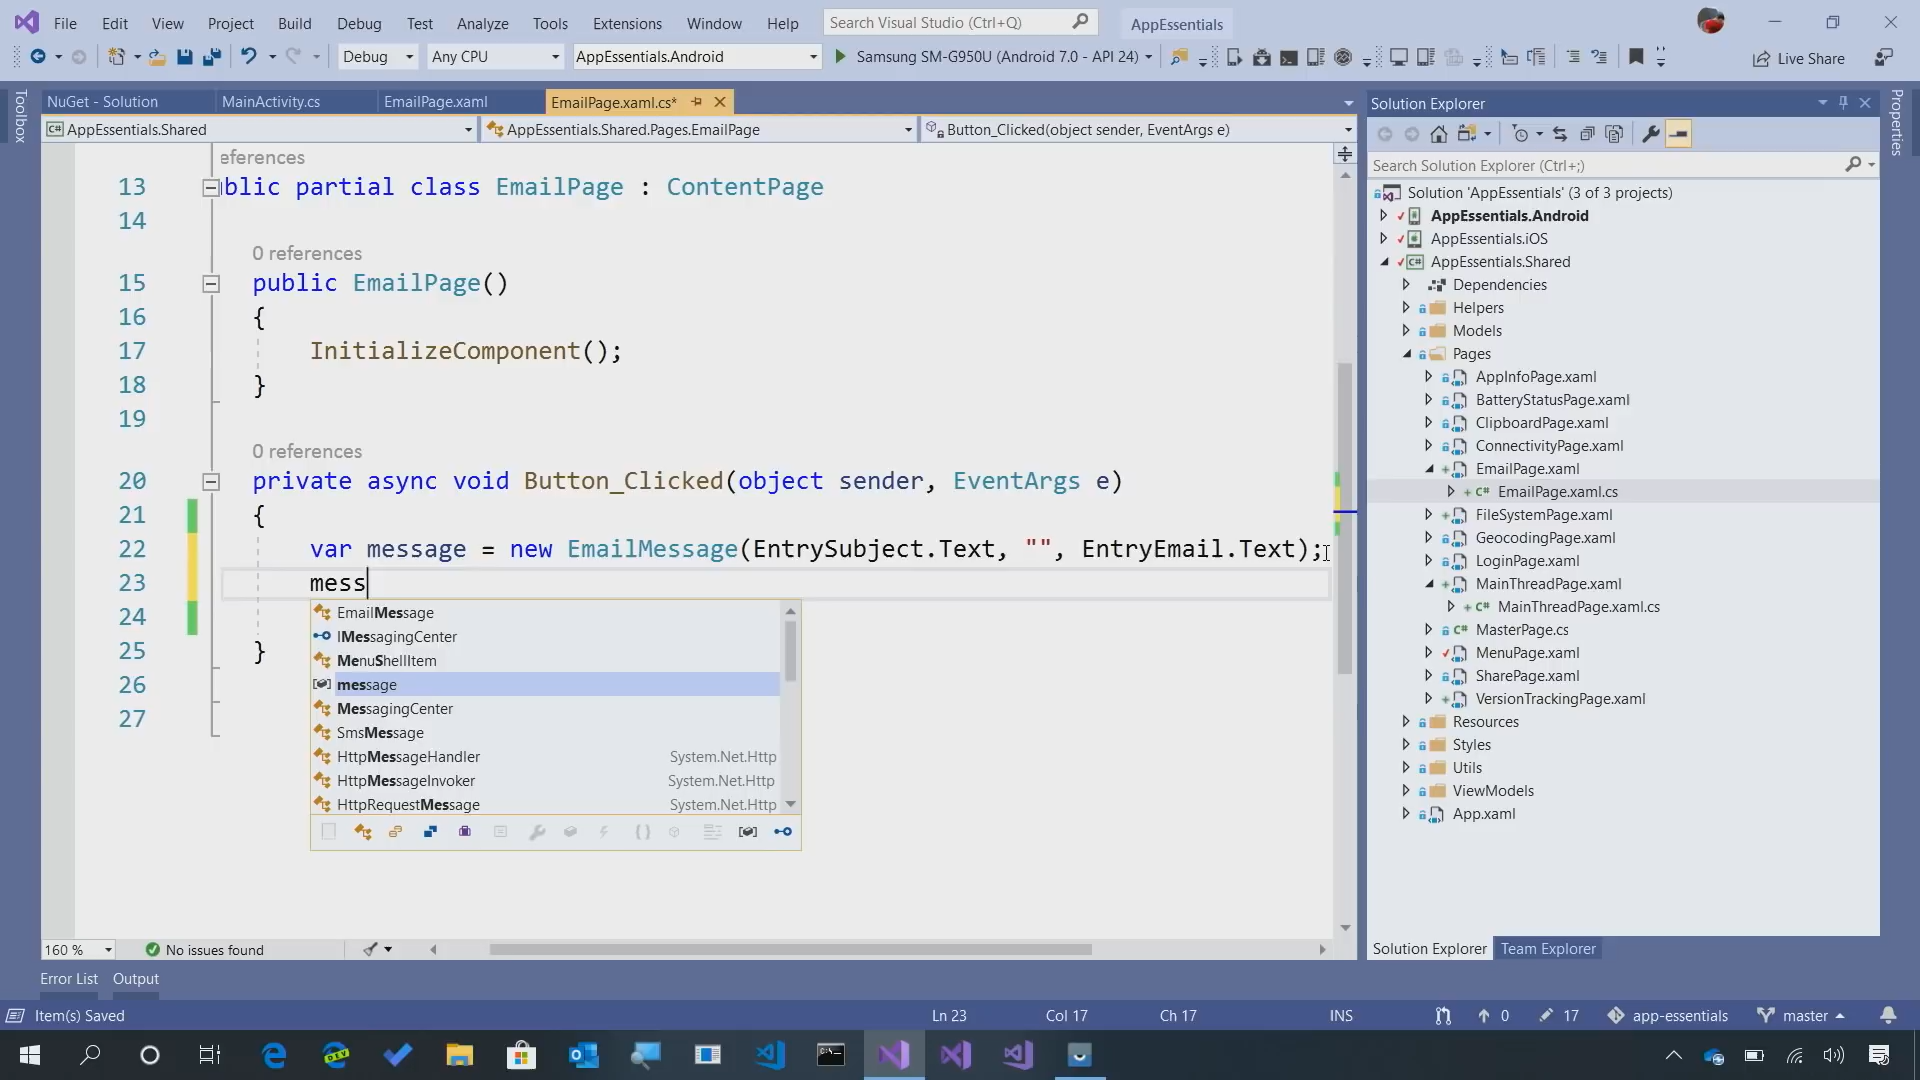 File Edit View Project Build Debug Test Analyze Tools Extensions Window Help Search Visual Studio (Ctrl+Q) AppEssentials
Debug Any CPU AppEssentials.Android Samsung SM-G950U (Android 7.0 - API 24) Live Share
Toolbox
NuGet - Solution MainActivity.cs EmailPage.xaml EmailPage.xaml.cs*
AppEssentials.Shared AppEssentials.Shared.Pages.EmailPage Button_Clicked(object sender, EventArgs e)
eferences
13 blic partial class EmailPage : ContentPage
14
0 references
15 public EmailPage()
16 {
17 InitializeComponent();
18 }
19
0 references
20 private async void Button_Clicked(object sender, EventArgs e)
21 {
22 var message = new EmailMessage(EntrySubject.Text, "", EntryEmail.Text);
23 mess
24
25 }
26
27
EmailMessage
IMessagingCenter
MenuShellItem
message
MessagingCenter
SmsMessage
HttpMessageHandler System.Net.Http
HttpMessageInvoker System.Net.Http
HttpRequestMessage System.Net.Http
160 % No issues found
Solution Explorer
Search Solution Explorer (Ctrl+;)
Solution 'AppEssentials' (3 of 3 projects)
AppEssentials.Android
AppEssentials.iOS
AppEssentials.Shared
Dependencies
Helpers
Models
Pages
AppInfoPage.xaml
BatteryStatusPage.xaml
ClipboardPage.xaml
ConnectivityPage.xaml
EmailPage.xaml
EmailPage.xaml.cs
FileSystemPage.xaml
GeocodingPage.xaml
LoginPage.xaml
MainThreadPage.xaml
MainThreadPage.xaml.cs
MasterPage.cs
MenuPage.xaml
SharePage.xaml
VersionTrackingPage.xaml
Resources
Styles
Utils
ViewModels
App.xaml
Solution Explorer Team Explorer
Properties
Error List Output
Item(s) Saved Ln 23 Col 17 Ch 17 INS 0 17 app-essentials master